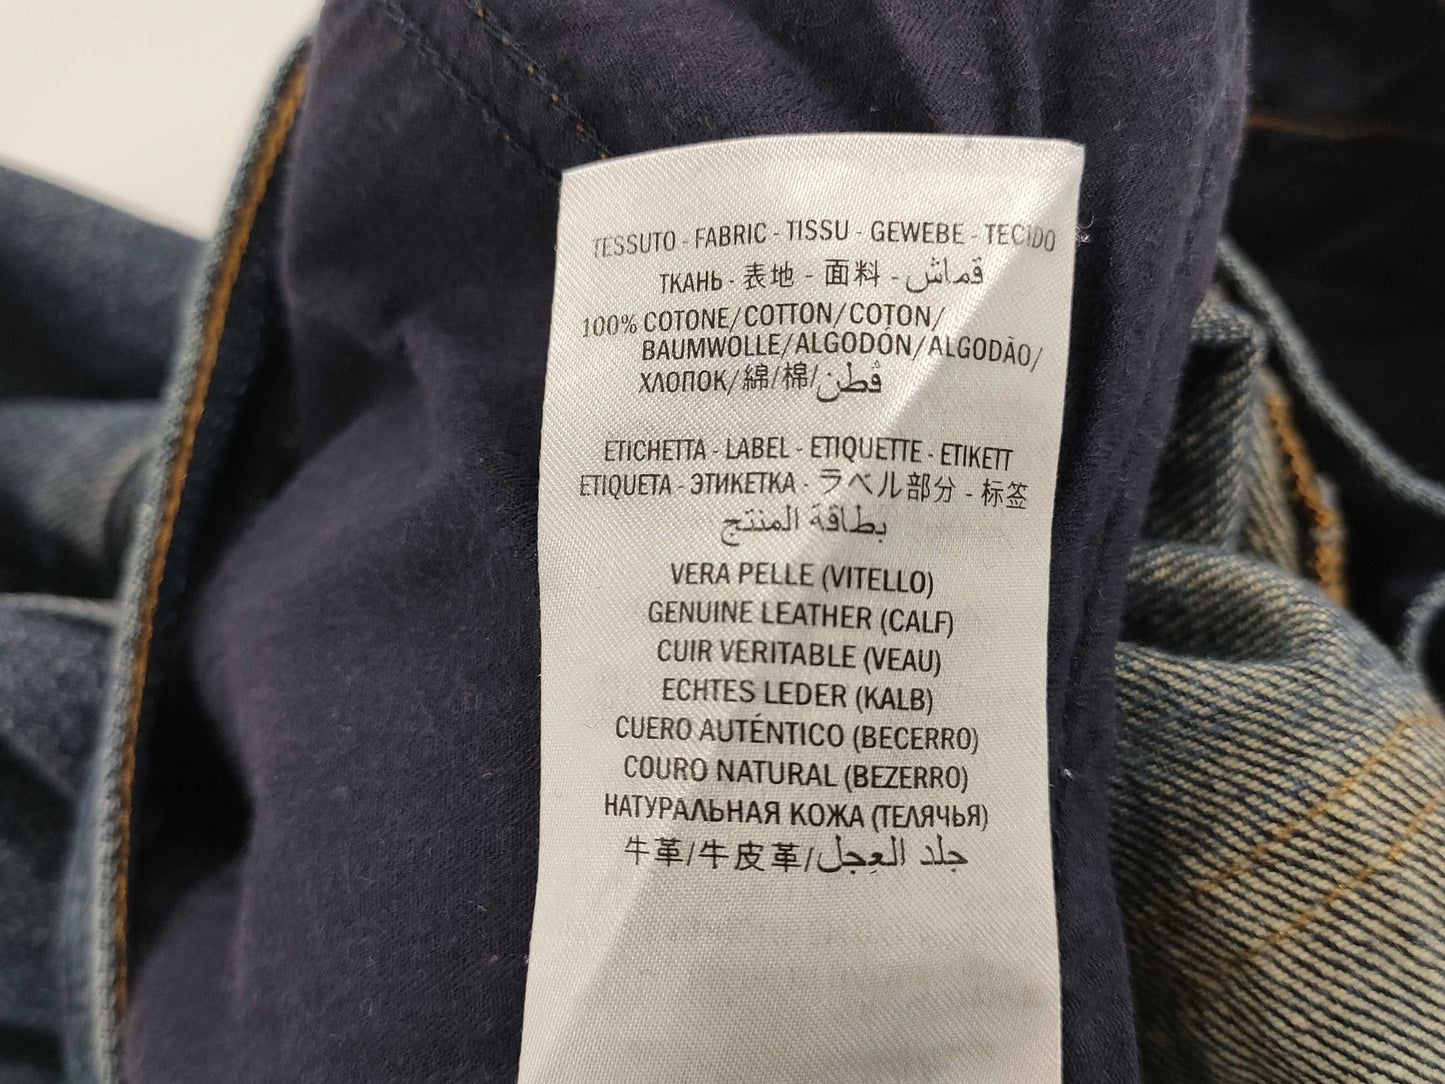 TESSUTO - FABRIC - TISSU - GEWEBE - TECIDO
ТКАНЬ - 表地 - 面料 - قماش
100% COTONE/COTTON/COTON/
BAUMWOLLE/ALGODÓN/ALGODÃO/
ХЛОПОК/綿/棉/قطن
ETICHETTA - LABEL - ETIQUETTE - ETIKETT
ETIQUETA - ЭТИКЕТКА - ラベル部分 - 标签
بطاقة المنتج
VERA PELLE (VITELLO)
GENUINE LEATHER (CALF)
CUIR VERITABLE (VEAU)
ECHTES LEDER (KALB)
CUERO AUTÉNTICO (BECERRO)
COURO NATURAL (BEZERRO)
НАТУРАЛЬНАЯ КОЖА (ТЕЛЯЧЬЯ)
牛革/牛皮革/جلد العِجل